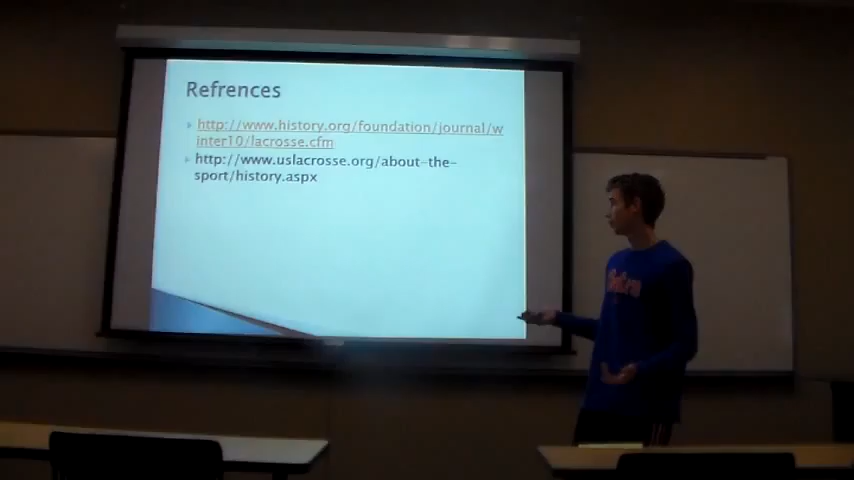 Refrences
http://www.history.org/foundation/journal/w
inter10/lacrosse.cfm
http://www.uslacrosse.org/about-the-
sport/history.aspx